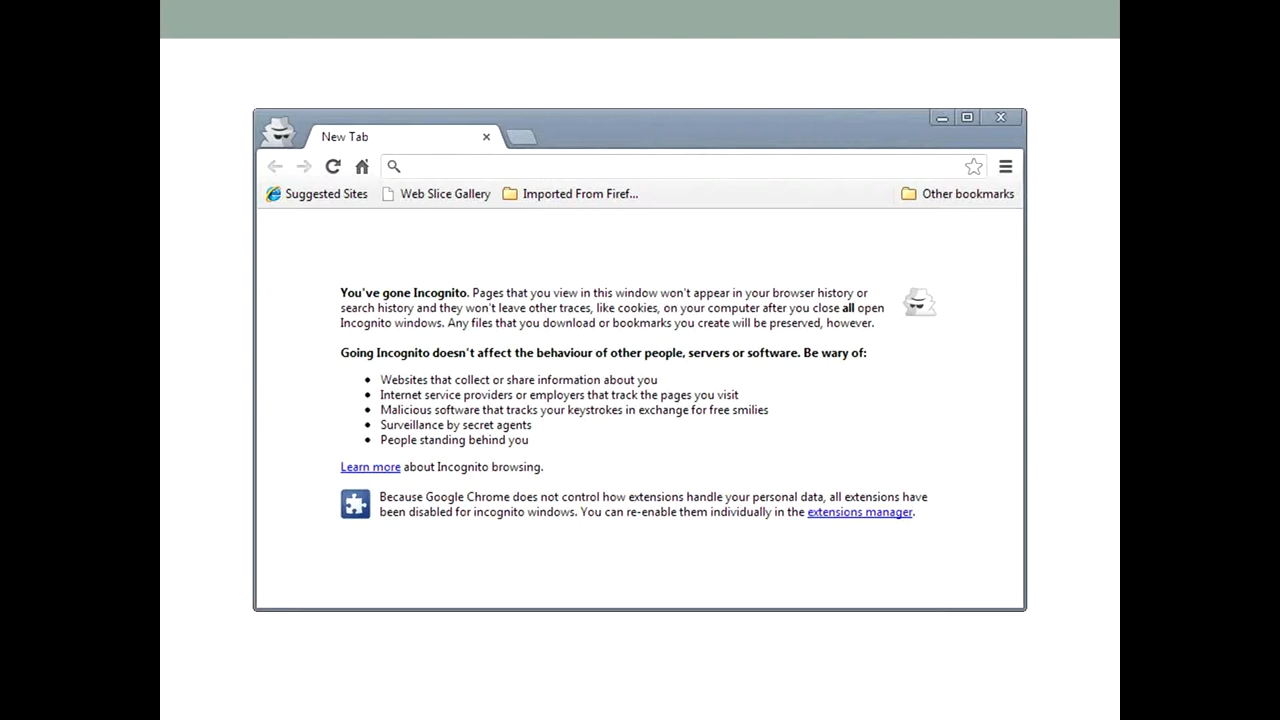 New Tab
Suggested Sites Web Slice Gallery Imported From Firef... Other bookmarks
You've gone Incognito. Pages that you view in this window won't appear in your browser history or
search history and they won't leave other traces, like cookies, on your computer after you close all open
Incognito windows. Any files that you download or bookmarks you create will be preserved, however.
Going Incognito doesn't affect the behaviour of other people, servers or software. Be wary of:
• Websites that collect or share information about you
• Internet service providers or employers that track the pages you visit
• Malicious software that tracks your keystrokes in exchange for free smilies
• Surveillance by secret agents
• People standing behind you
Learn more about Incognito browsing.
Because Google Chrome does not control how extensions handle your personal data, all extensions have
been disabled for incognito windows. You can re-enable them individually in the extensions manager.